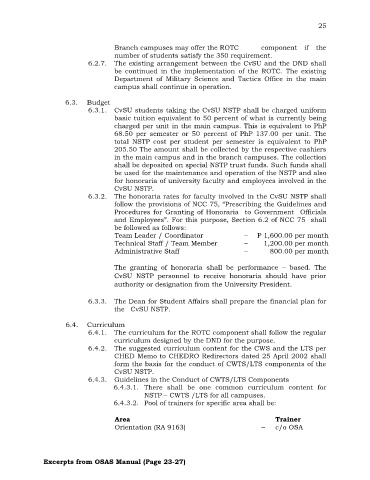 25
Branch campuses may offer the ROTC component if the
number of students satisfy the 350 requirement.
6.2.7. The existing arrangement between the CvSU and the DND shall
be continued in the implementation of the ROTC. The existing
Department of Military Science and Tactics Office in the main
campus shall continue in operation.
6.3. Budget
6.3.1. CvSU students taking the CvSU NSTP shall be charged uniform
basic tuition equivalent to 50 percent of what is currently being
charged per unit in the main campus. This is equivalent to PhP
68.50 per semester or 50 percent of PhP 137.00 per unit. The
total NSTP cost per student per semester is equivalent to PhP
205.50 The amount shall be collected by the respective cashiers
in the main campus and in the branch campuses. The collection
shall be deposited on special NSTP trust funds. Such funds shall
be used for the maintenance and operation of the NSTP and also
for honoraria of university faculty and employees involved in the
CvSU NSTP.
6.3.2. The honoraria rates for faculty involved in the CvSU NSTP shall
follow the provisions of NCC 75, "Prescribing the Guidelines and
Procedures for Granting of Honoraria to Government Officials
and Employees". For this purpose, Section 6.2 of NCC 75 shall
be followed as follows:
Team Leader / Coordinator – P 1,600.00 per month
Technical Staff / Team Member – 1,200.00 per month
Administrative Staff – 800.00 per month
The granting of honoraria shall be performance – based. The
CvSU NSTP personnel to receive honoraria should have prior
authority or designation from the University President.
6.3.3. The Dean for Student Affairs shall prepare the financial plan for
the CvSU NSTP.
6.4. Curriculum
6.4.1. The curriculum for the ROTC component shall follow the regular
curriculum designed by the DND for the purpose.
6.4.2. The suggested curriculum content for the CWS and the LTS per
CHED Memo to CHEDRO Redirectors dated 25 April 2002 shall
form the basis for the conduct of CWTS/LTS components of the
CvSU NSTP.
6.4.3. Guidelines in the Conduct of CWTS/LTS Components
6.4.3.1. There shall be one common curriculum content for
NSTP – CWTS /LTS for all campuses.
6.4.3.2. Pool of trainers for specific area shall be:
Area Trainer
Orientation (RA 9163) – c/o OSA
Excerpts from OSAS Manual (Page 23-27)